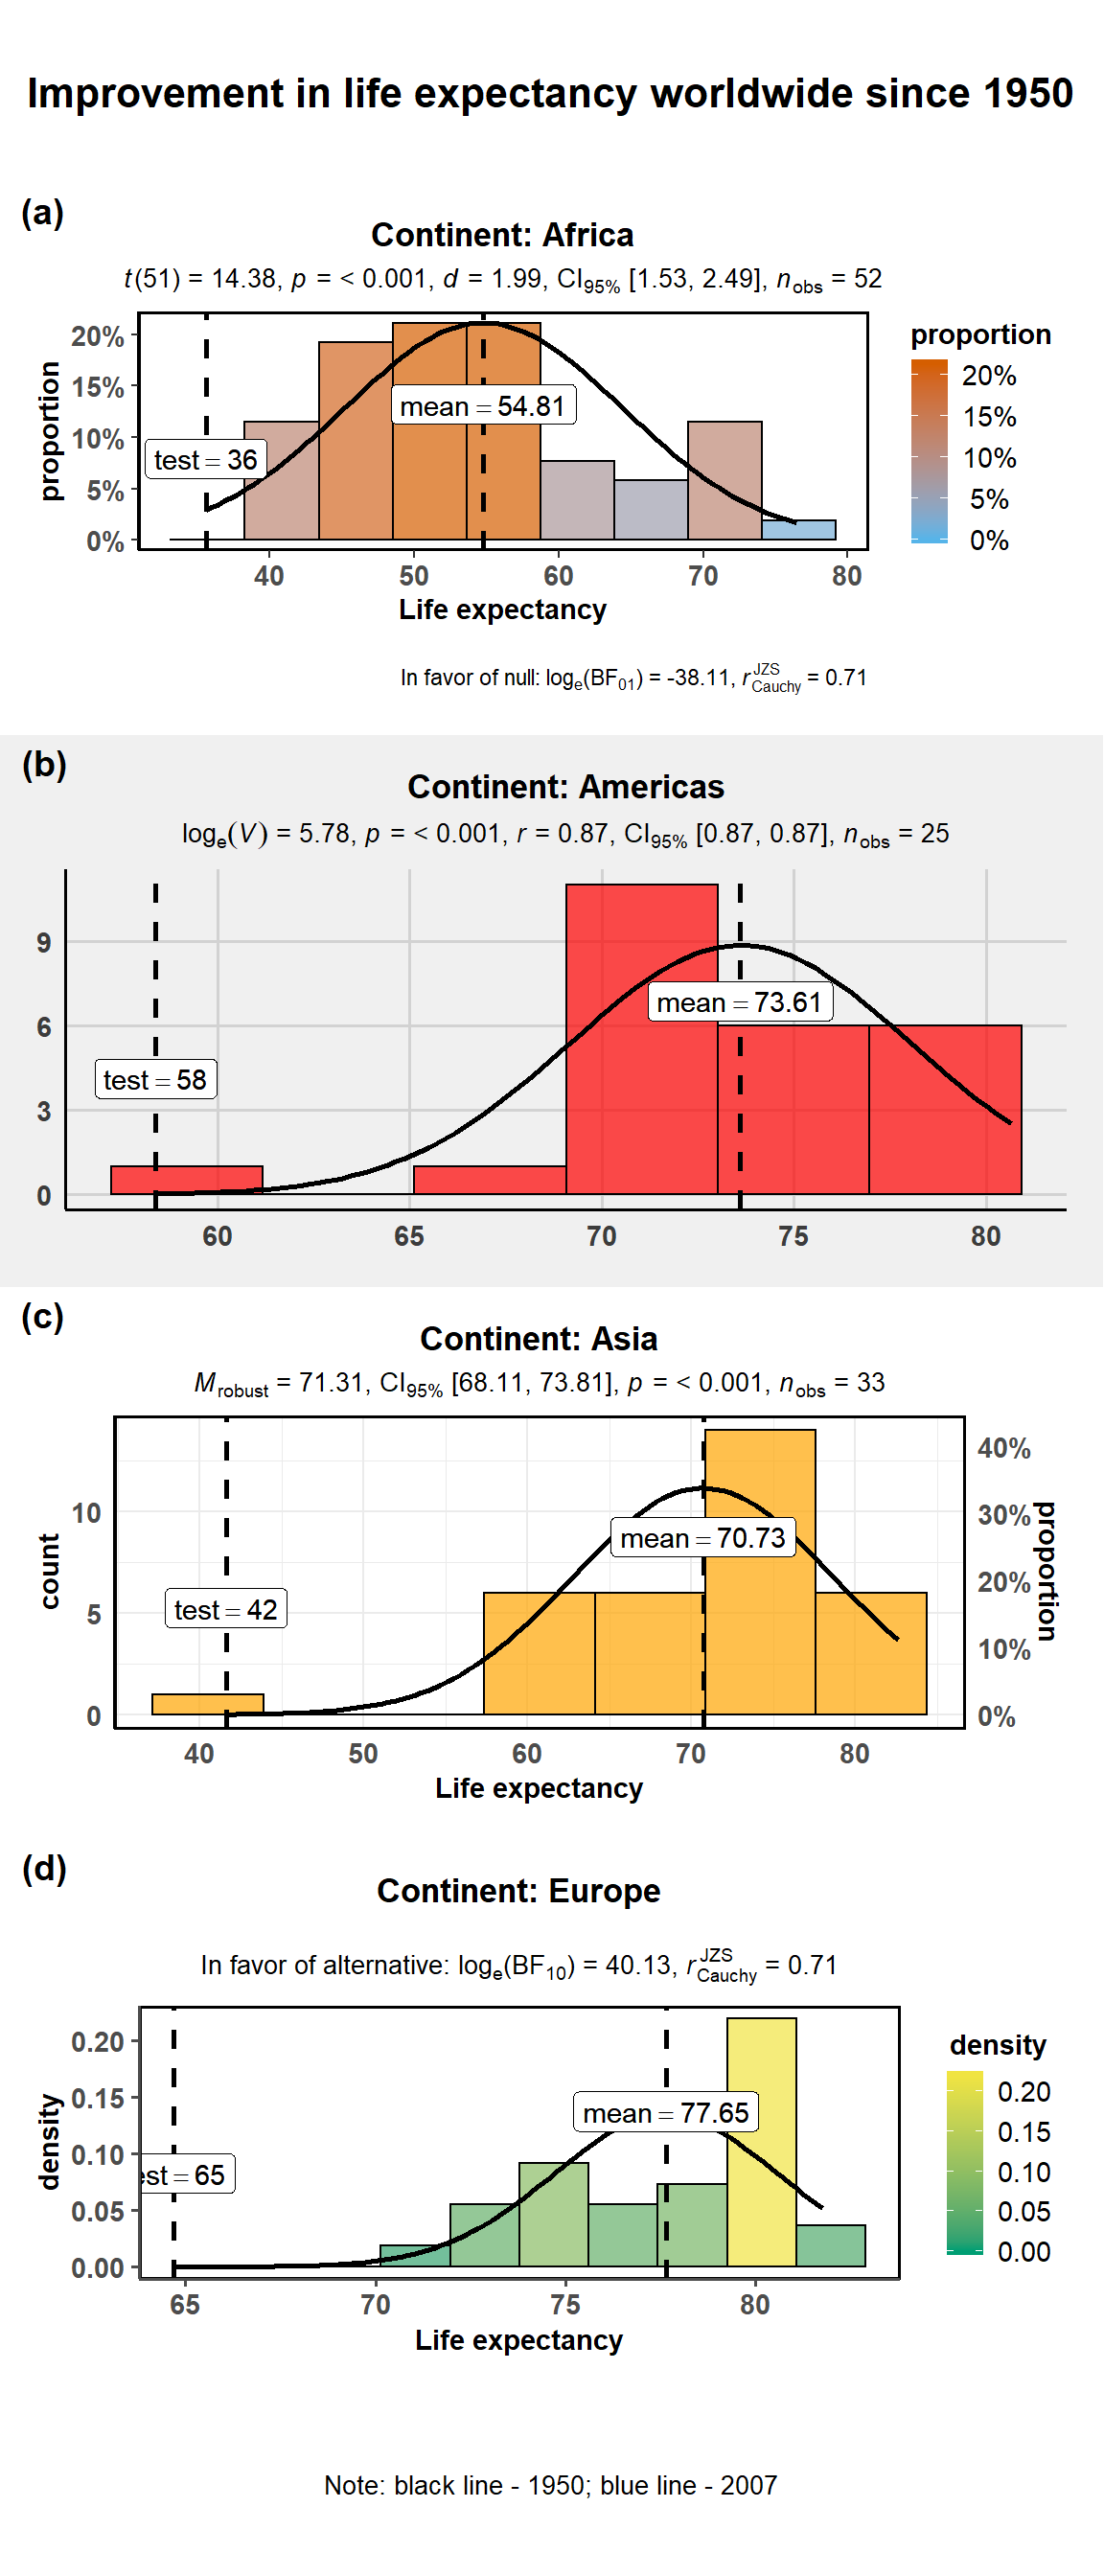 Improvement in life expectancy worldwide since 1950
(a)
Continent: Africa
t(51) = 14.38, p = < 0.001, d = 1.99, CI95% [1.53, 2.49], nobs = 52
proportion
20%
15%
10%
5%
0%
mean = 54.81
test = 36
40 50 60 70 80
Life expectancy
proportion
20%
15%
10%
5%
0%
In favor of null: loge(BF01) = -38.11, rJZSCauchy = 0.71
(b)
Continent: Americas
loge(V) = 5.78, p = < 0.001, r = 0.87, CI95% [0.87, 0.87], nobs = 25
9
6
3
0
mean = 73.61
test = 58
60 65 70 75 80
(c)
Continent: Asia
Mrobust = 71.31, CI95% [68.11, 73.81], p = < 0.001, nobs = 33
count
10
5
0
mean = 70.73
test = 42
40%
30%
20%
10%
0%
proportion
40 50 60 70 80
Life expectancy
(d)
Continent: Europe
In favor of alternative: loge(BF10) = 40.13, rJZSCauchy = 0.71
density
0.20
0.15
0.10
0.05
0.00
mean = 77.65
est = 65
65 70 75 80
Life expectancy
density
0.20
0.15
0.10
0.05
0.00
Note: black line - 1950; blue line - 2007